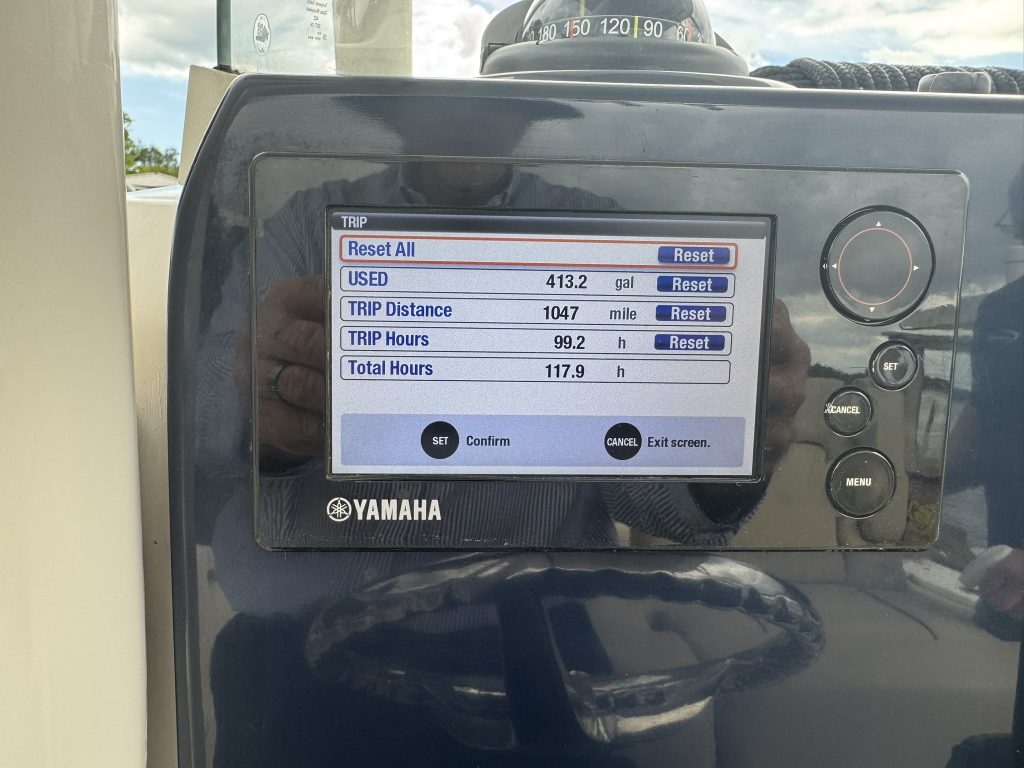 180 150 120 90 60
TRIP
Reset All Reset
USED 413.2 gal Reset
TRIP Distance 1047 mile Reset
TRIP Hours 99.2 h Reset
Total Hours 117.9 h
SET Confirm CANCEL Exit screen.
SET
CANCEL
MENU
YAMAHA